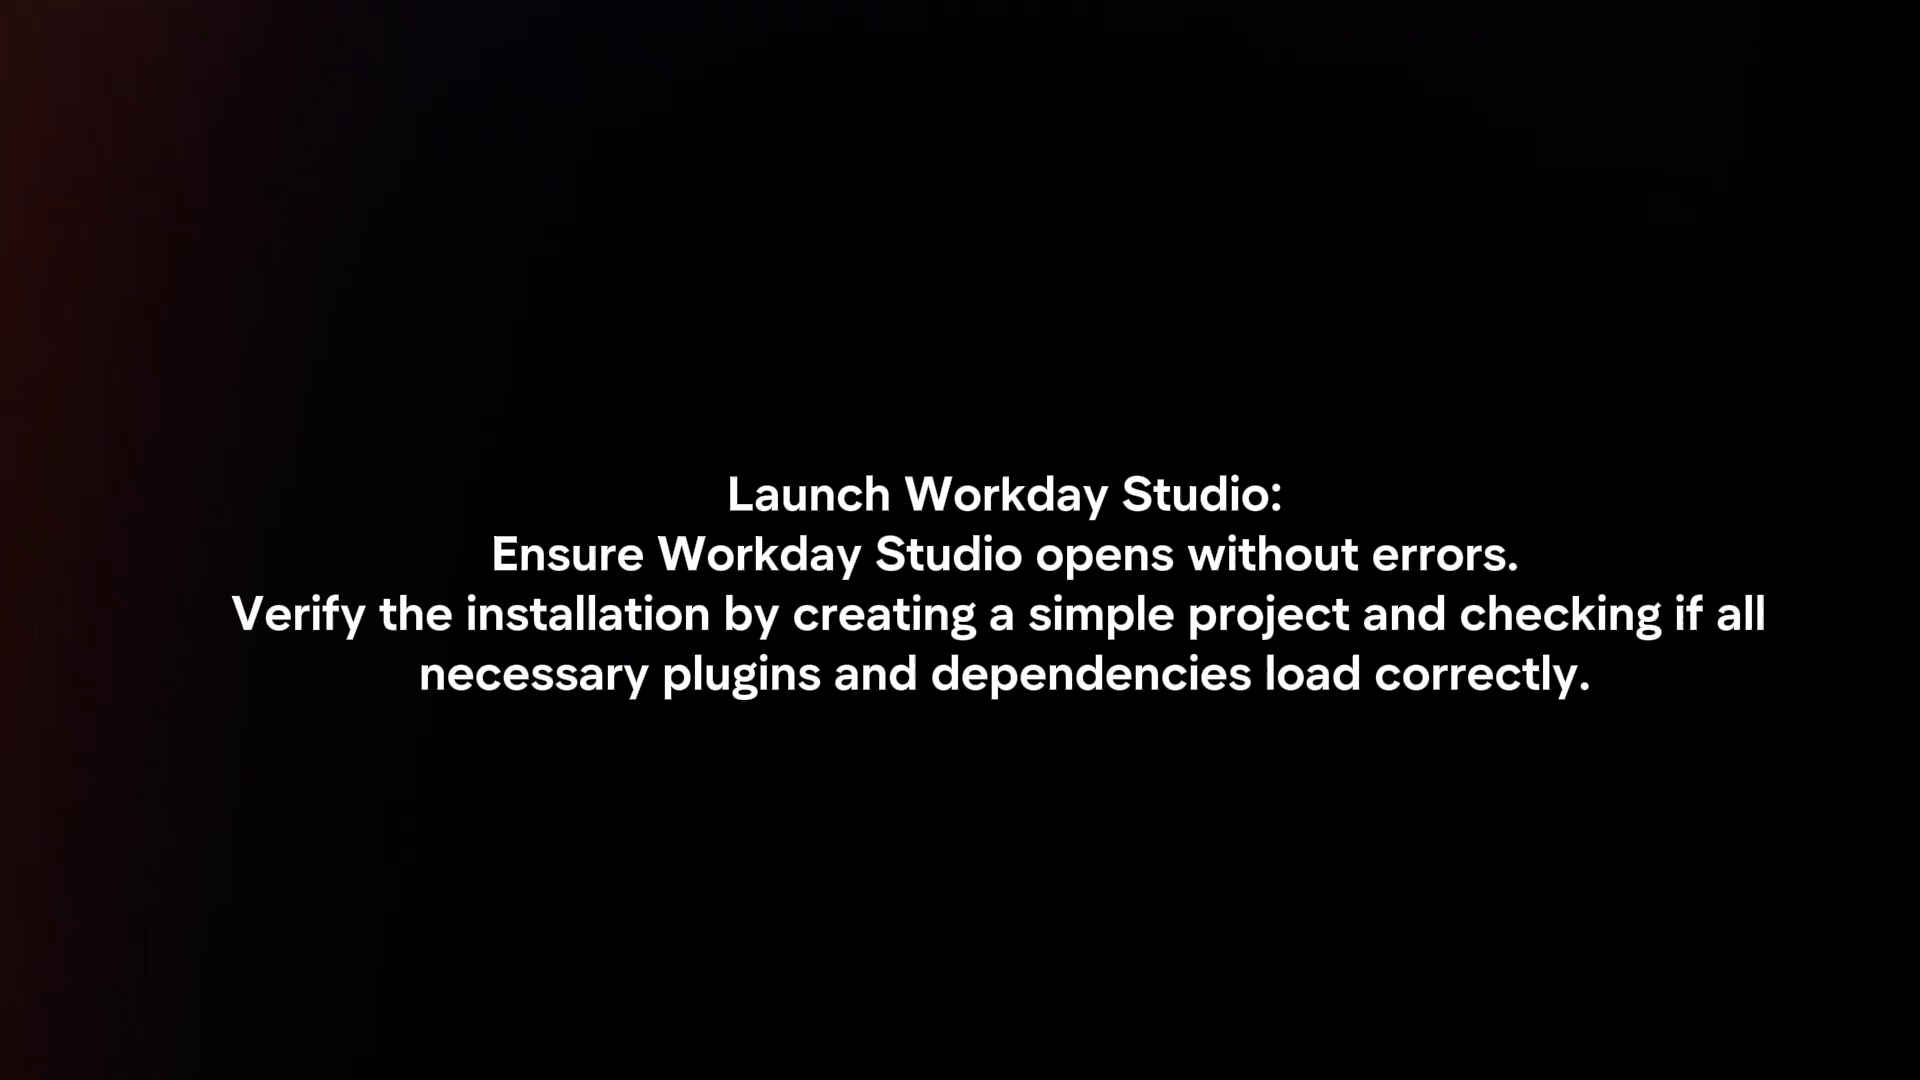 Launch Workday Studio:
Ensure Workday Studio opens without errors.
Verify the installation by creating a simple project and checking if all
necessary plugins and dependencies load correctly.